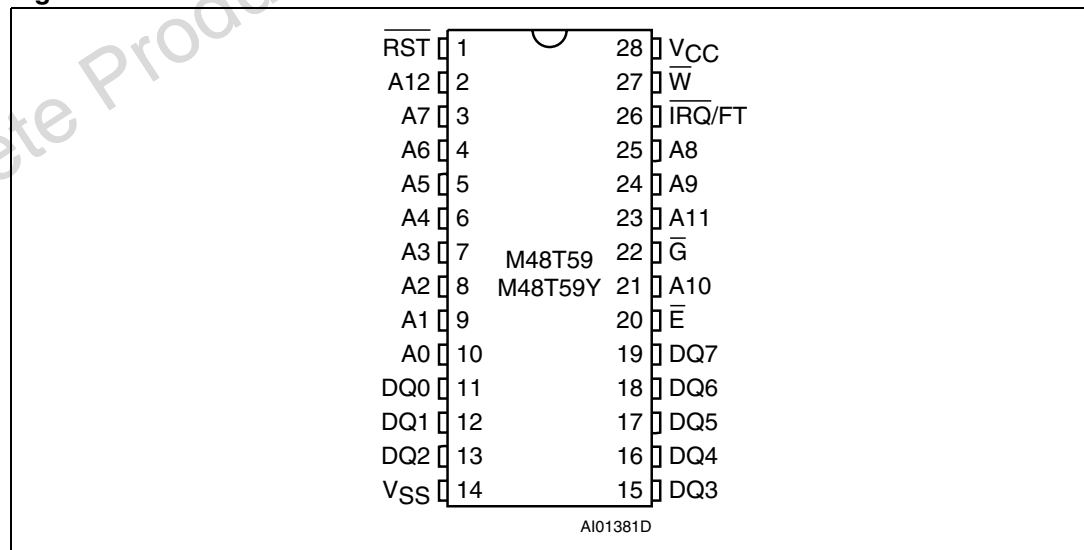 R̅S̅T̅ 1 28 VCC
A12 2 27 W̅
A7 3 26 I̅R̅Q̅/FT
A6 4 25 A8
A5 5 24 A9
A4 6 23 A11
A3 7 22 G̅
M48T59
A2 8 M48T59Y 21 A10
A1 9 20 E̅
A0 10 19 DQ7
DQ0 11 18 DQ6
DQ1 12 17 DQ5
DQ2 13 16 DQ4
VSS 14 15 DQ3
AI01381D